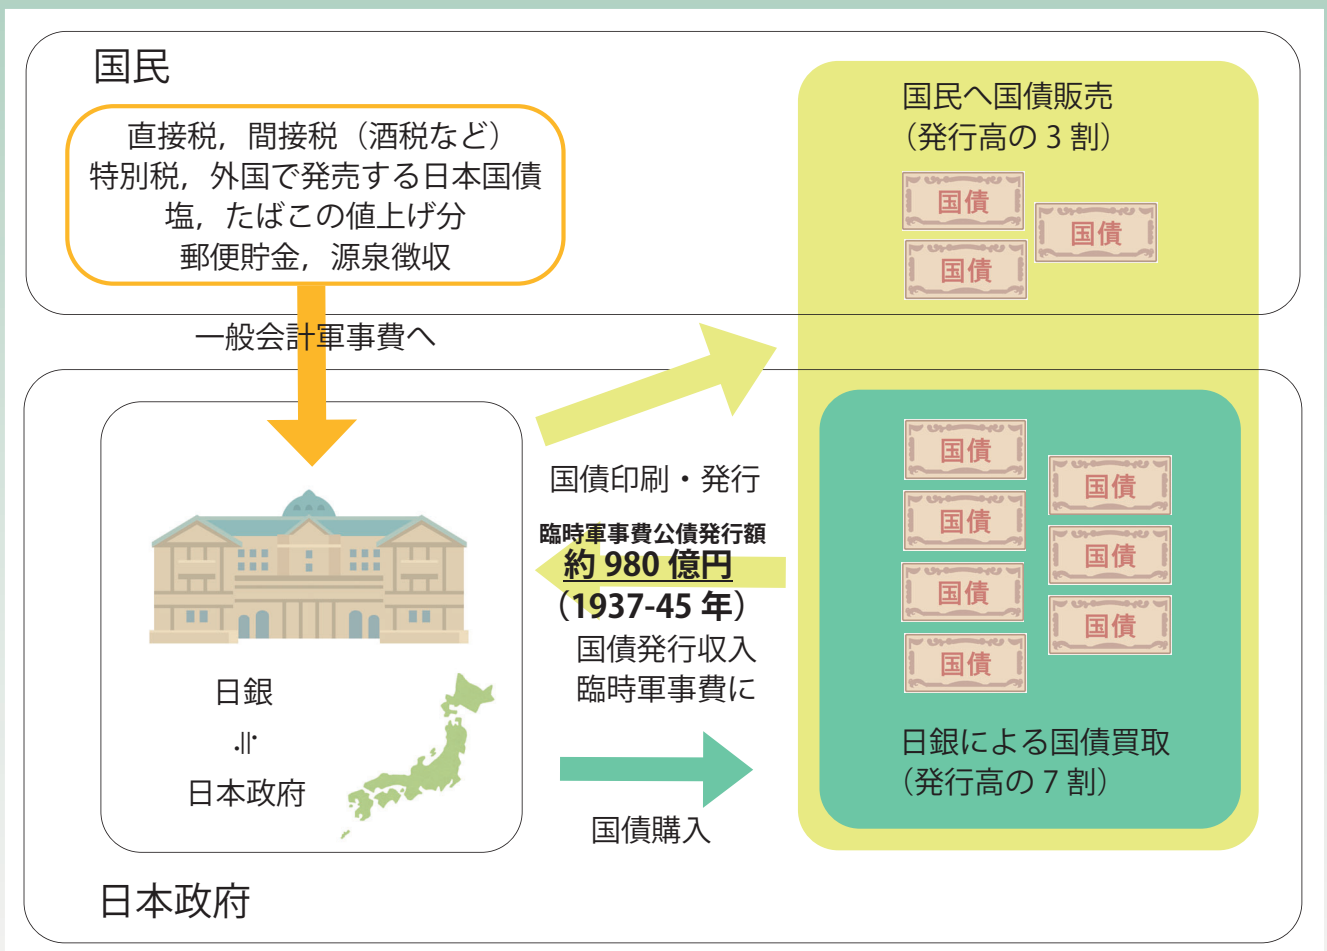 国民
直接税，間接税（酒税など）
特別税，外国で発売する日本国債
塩，たばこの値上げ分
郵便貯金，源泉徴収
一般会計軍事費へ
国民へ国債販売
（発行高の 3 割）
国債
国債
国債
国債印刷・発行
臨時軍事費公債発行額
約 980 億円
（1937-45 年）
国債発行収入
臨時軍事費に
国債購入
国債
国債
国債
国債
国債
国債
国債
日銀による国債買取
（発行高の 7 割）
日銀
≒
日本政府
日本政府